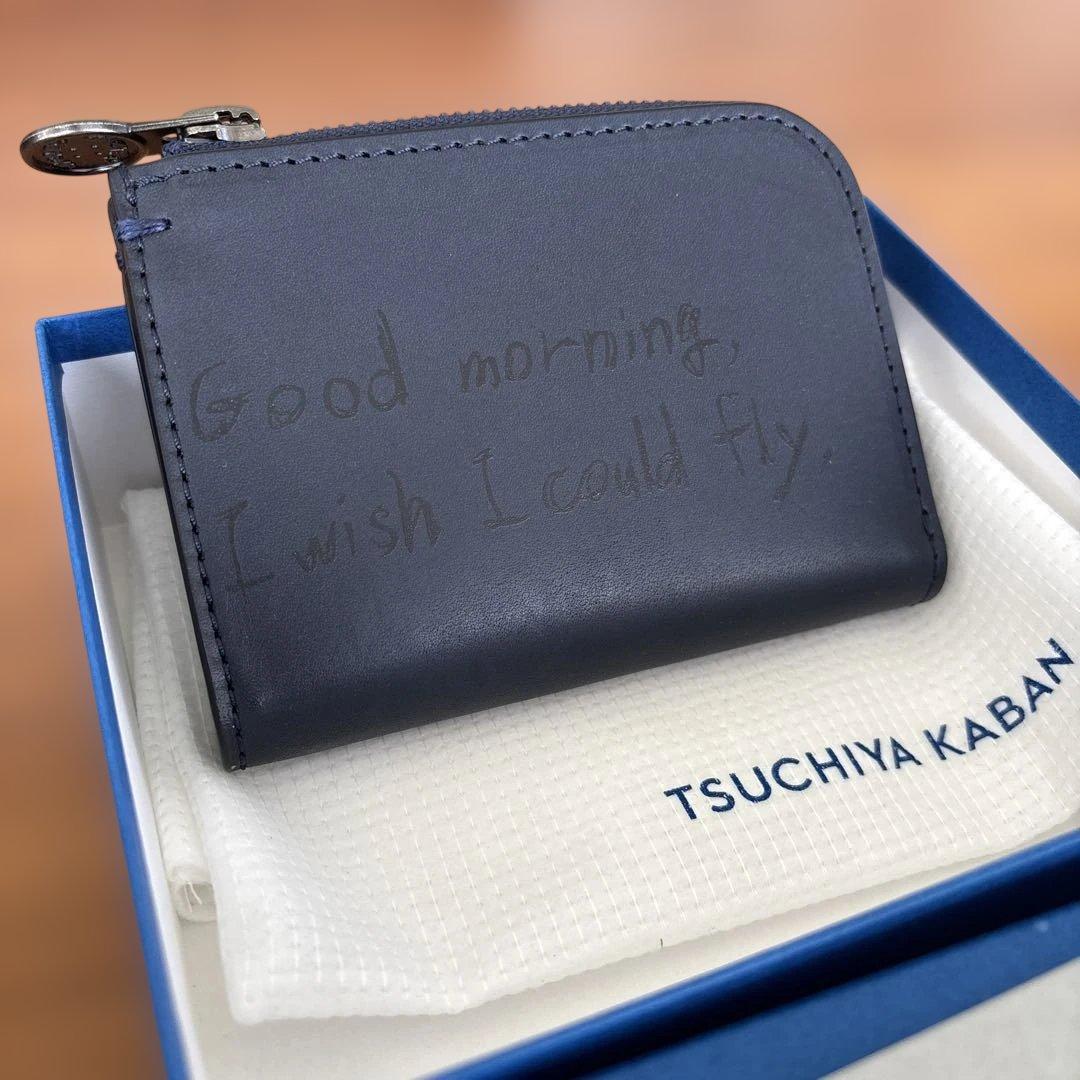 Good morning,
I wish I could fly.
TSUCHIYA KABAN